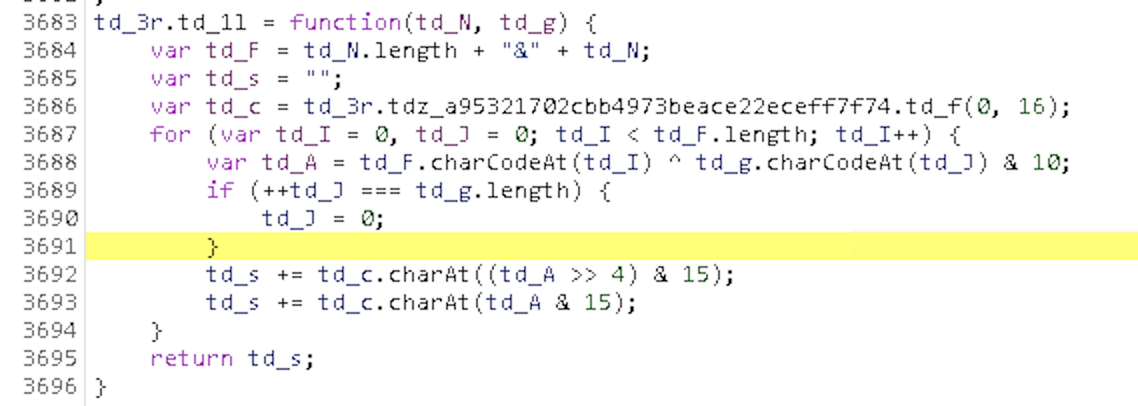 3683 td_3r.td_1l = function(td_N, td_g) {
3684 var td_F = td_N.length + "&" + td_N;
3685 var td_s = "";
3686 var td_c = td_3r.tdz_a95321702cbb4973beace22eceff7f74.td_f(0, 16);
3687 for (var td_I = 0, td_J = 0; td_I < td_F.length; td_I++) {
3688 var td_A = td_F.charCodeAt(td_I) ^ td_g.charCodeAt(td_J) & 10;
3689 if (++td_J === td_g.length) {
3690 td_J = 0;
3691 }
3692 td_s += td_c.charAt((td_A >> 4) & 15);
3693 td_s += td_c.charAt(td_A & 15);
3694 }
3695 return td_s;
3696 }